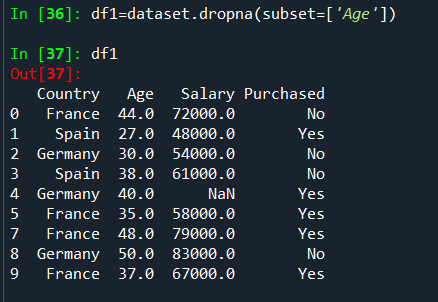 In [36]: df1=dataset.dropna(subset=['Age'])
In [37]: df1
Out[37]:
Country Age Salary Purchased
0 France 44.0 72000.0 No
1 Spain 27.0 48000.0 Yes
2 Germany 30.0 54000.0 No
3 Spain 38.0 61000.0 No
4 Germany 40.0 NaN Yes
5 France 35.0 58000.0 Yes
7 France 48.0 79000.0 Yes
8 Germany 50.0 83000.0 No
9 France 37.0 67000.0 Yes